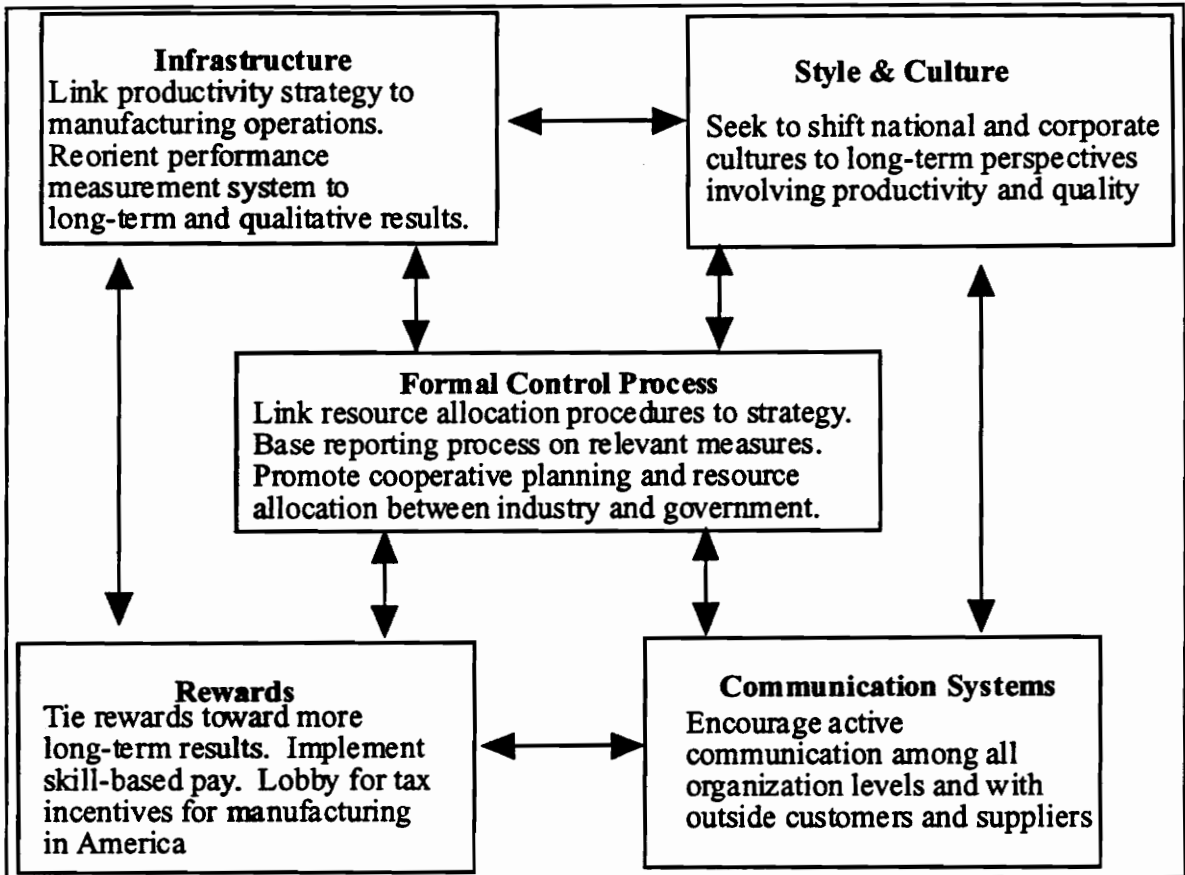 Infrastructure
Link productivity strategy to
manufacturing operations.
Reorient performance
measurement system to
long-term and qualitative results.
Style & Culture
Seek to shift national and corporate
cultures to long-term perspectives
involving productivity and quality
Formal Control Process
Link resource allocation procedures to strategy.
Base reporting process on relevant measures.
Promote cooperative planning and resource
allocation between industry and government.
Rewards
Tie rewards toward more
long-term results. Implement
skill-based pay. Lobby for tax
incentives for manufacturing
in America
Communication Systems
Encourage active
communication among all
organization levels and with
outside customers and suppliers